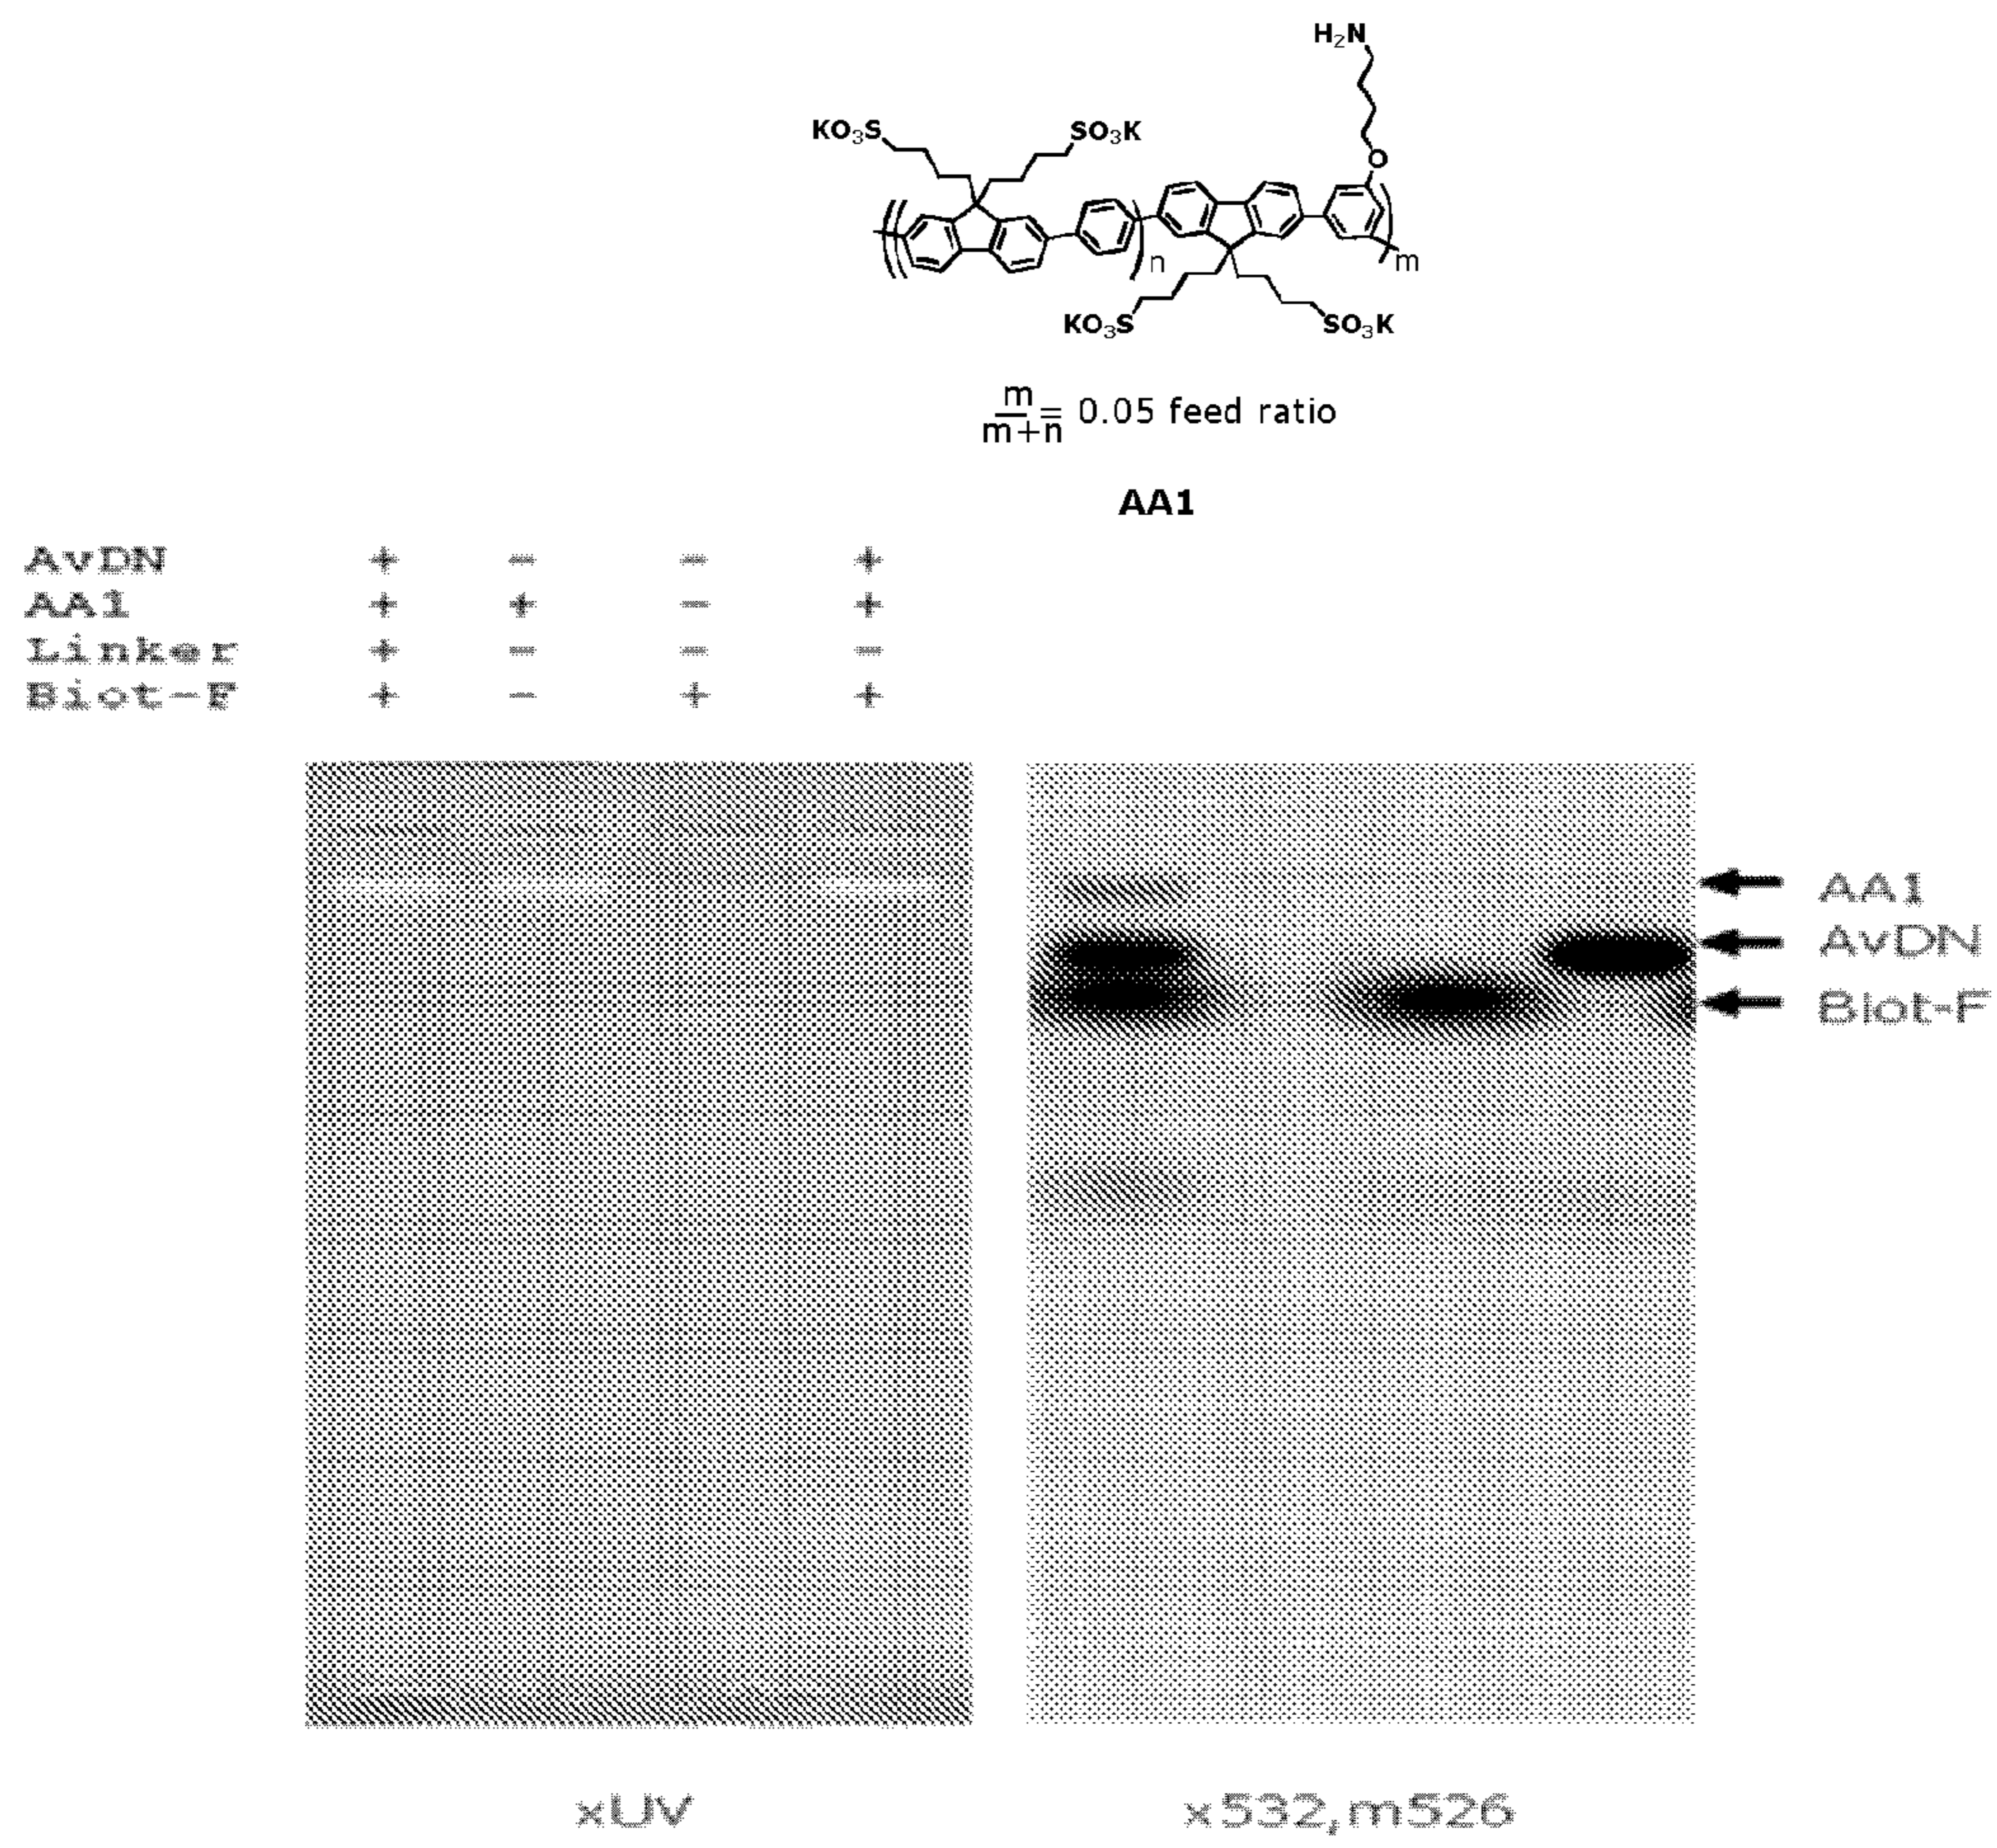 H₂N
KO₃S SO₃K
O
n
m
KO₃S SO₃K
m
m+n = 0.05 feed ratio
AA1
AvDN + - - +
AA1 + + - +
Linker + - - -
Biot-F + - + +
AA1
AvDN
Biot-F
xUV x532,m526